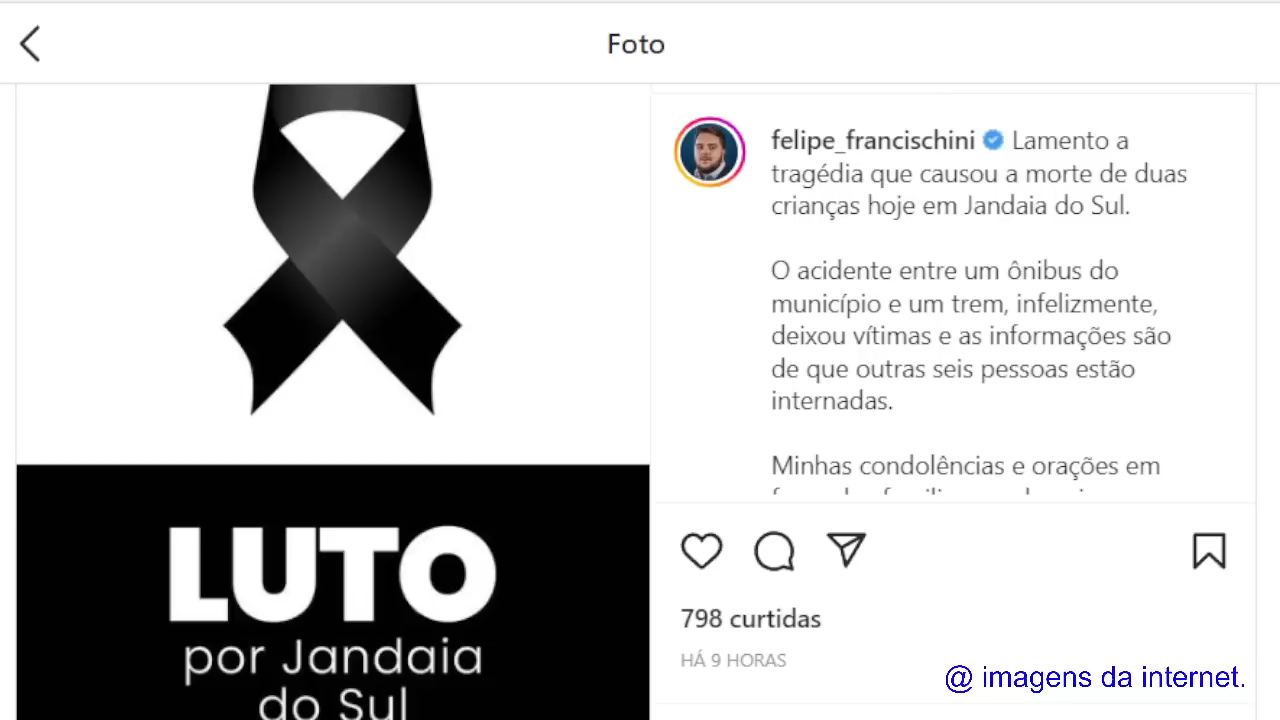 Foto
felipe_francischini Lamento a
tragédia que causou a morte de duas
crianças hoje em Jandaia do Sul.
O acidente entre um ônibus do
município e um trem, infelizmente,
deixou vítimas e as informações são
de que outras seis pessoas estão
internadas.
Minhas condolências e orações em
LUTO
por Jandaia
do Sul
798 curtidas
HÁ 9 HORAS
@ imagens da internet.